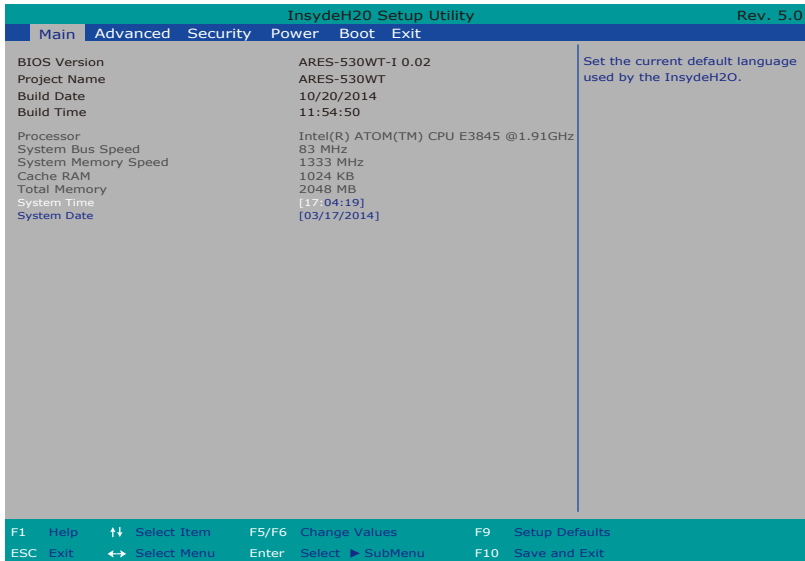 InsydeH20 Setup Utility Rev. 5.0
Main Advanced Security Power Boot Exit
BIOS Version ARES-530WT-I 0.02
Project Name ARES-530WT
Build Date 10/20/2014
Build Time 11:54:50
Processor Intel(R) ATOM(TM) CPU E3845 @1.91GHz
System Bus Speed 83 MHz
System Memory Speed 1333 MHz
Cache RAM 1024 KB
Total Memory 2048 MB
System Time [17:04:19]
System Date [03/17/2014]
Set the current default language
used by the InsydeH2O.
F1 Help ↑↓ Select Item F5/F6 Change Values F9 Setup Defaults
ESC Exit ↔ Select Menu Enter Select ► SubMenu F10 Save and Exit